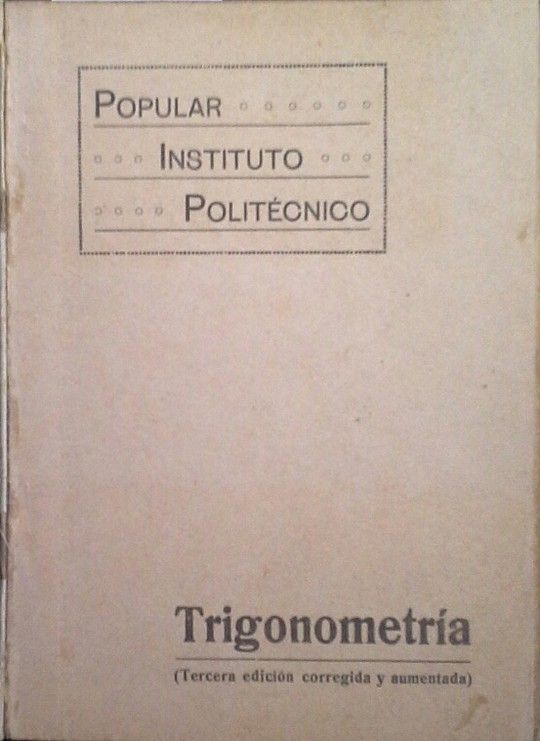 POPULAR
INSTITUTO
POLITÉCNICO
Trigonometría
(Tercera edición corregida y aumentada)